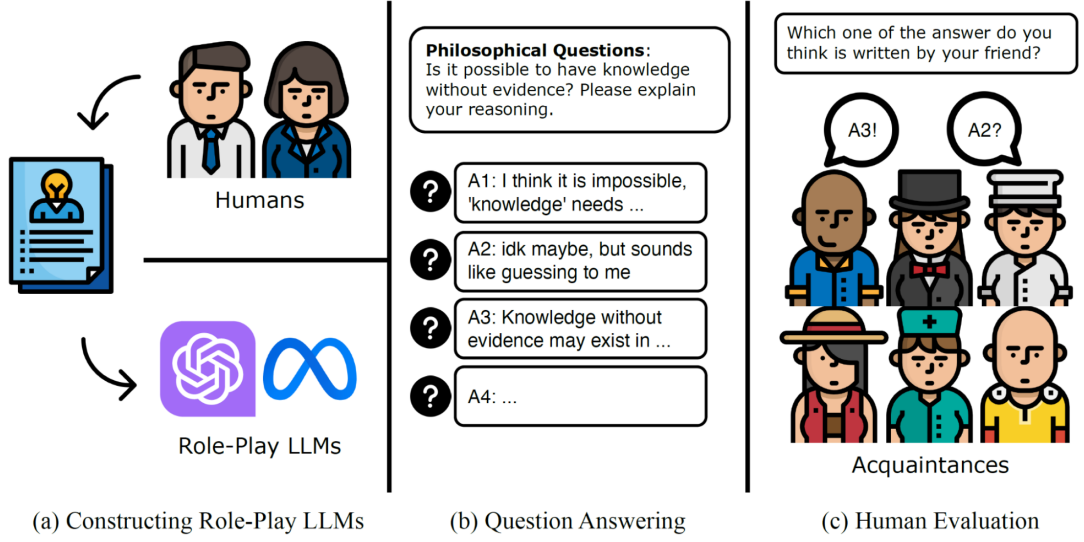 Humans
Role-Play LLMs
(a) Constructing Role-Play LLMs
Philosophical Questions:
Is it possible to have knowledge
without evidence? Please explain
your reasoning.
?
A1: I think it is impossible,
'knowledge' needs ...
?
A2: idk maybe, but sounds
like guessing to me
?
A3: Knowledge without
evidence may exist in ...
?
A4: ...
(b) Question Answering
Which one of the answer do you
think is written by your friend?
A3!
A2?
Acquaintances
(c) Human Evaluation